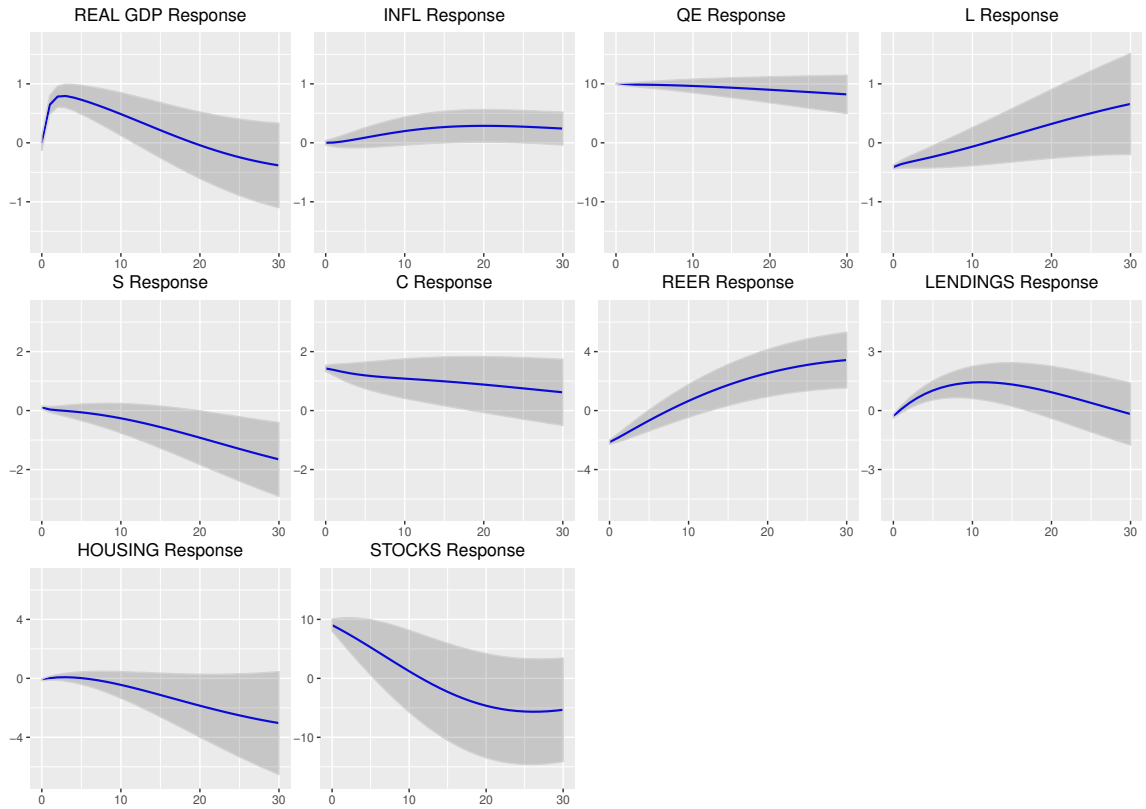 REAL GDP Response INFL Response QE Response L Response
1 1 10 1
0 0 0 0
−1 −1 −10 −1
0 10 20 30 0 10 20 30 0 10 20 30 0 10 20 30
S Response C Response REER Response LENDINGS Response
2 2 4 3
0 0 0 0
−2 −2 −4 −3
0 10 20 30 0 10 20 30 0 10 20 30 0 10 20 30
HOUSING Response STOCKS Response
4 10
0 0
−4 −10
0 10 20 30 0 10 20 30